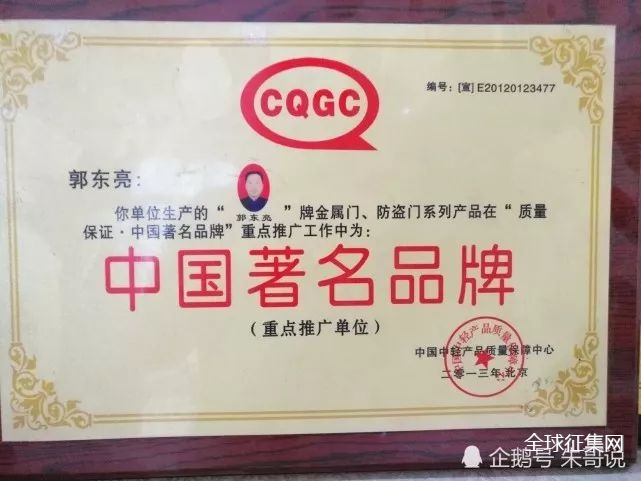 CQGC
编号：[宣]E20120123477
郭东亮：
你单位生产的“郭东亮”牌金属门、防盗门系列产品在“质量
保证·中国著名品牌”重点推广工作中为：
中国著名品牌
（重点推广单位）
中国中轻产品质量保障中心
二零一三年 北京
全球征集网
企鹅号 朱哥说